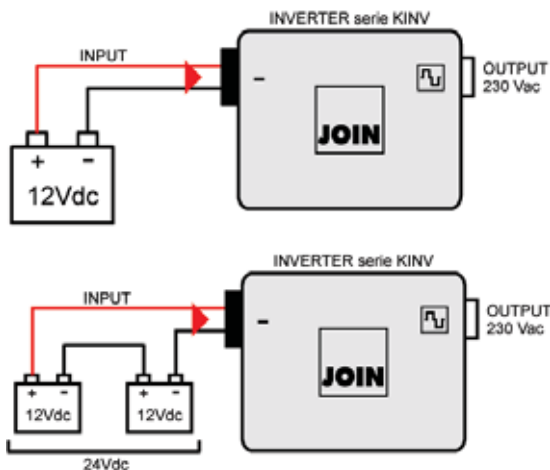 INVERTER serie KINV
INPUT
OUTPUT
230 Vac
-
JOIN
+ -
12Vdc
INVERTER serie KINV
INPUT
OUTPUT
230 Vac
-
JOIN
+ - + -
12Vdc 12Vdc
24Vdc